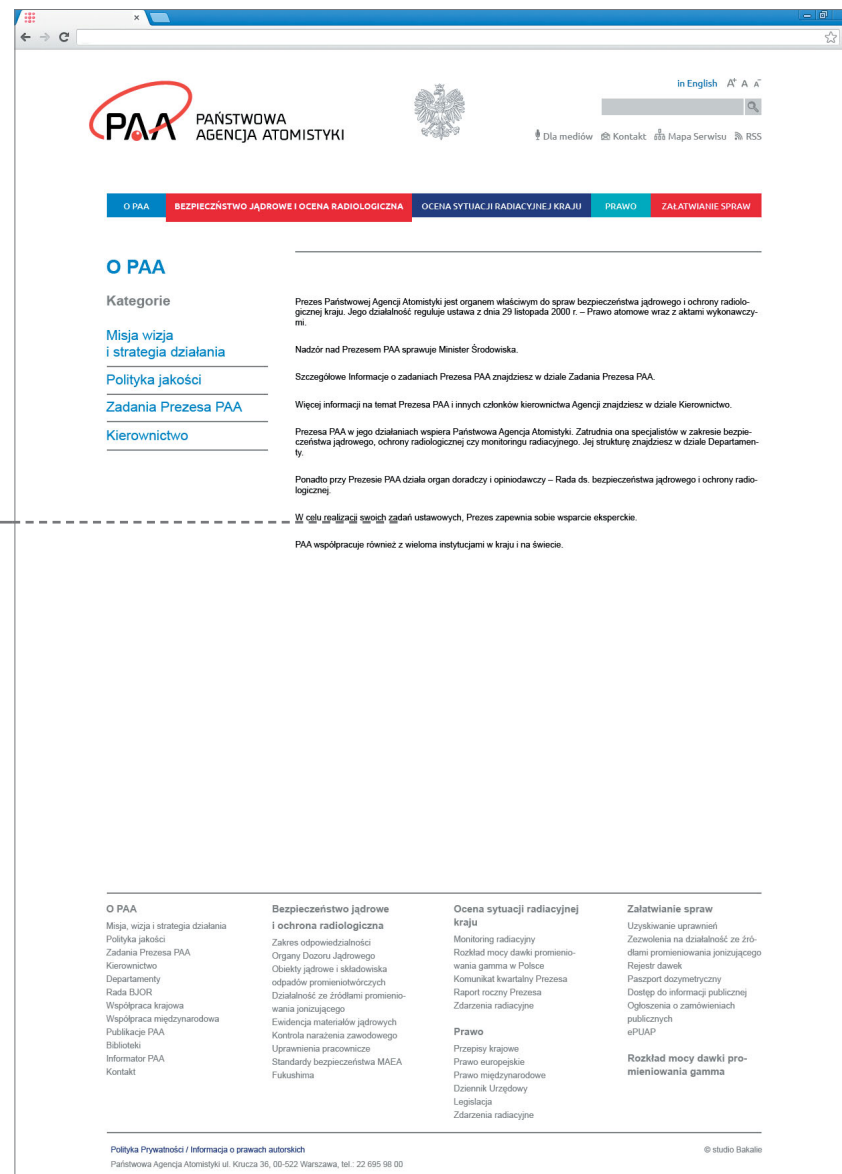 in English A+ A A-
PAA PAŃSTWOWA
AGENCJA ATOMISTYKI
Dla mediów Kontakt Mapa Serwisu RSS
O PAA BEZPIECZŃSTWO JĄDROWE I OCENA RADIOLOGICZNA OCENA SYTUACJI RADIACYJNEJ KRAJU PRAWO ZAŁATWIANIE SPRAW
O PAA
Kategorie
Misja wizja
i strategia działania
Polityka jakości
Zadania Prezesa PAA
Kierownictwo
Prezes Państwowej Agencji Atomistyki jest organem właściwym do spraw bezpieczeństwa jądrowego i ochrony radiolo-
gicznej kraju. Jego działalność reguluje ustawa z dnia 29 listopada 2000 r. – Prawo atomowe wraz z aktami wykonawczy-
mi.
Nadzór nad Prezesem PAA sprawuje Minister Środowiska.
Szczegółowe Informacje o zadaniach Prezesa PAA znajdziesz w dziale Zadania Prezesa PAA.
Więcej informacji na temat Prezesa PAA i innych członków kierownictwa Agencji znajdziesz w dziale Kierownictwo.
Prezesa PAA w jego działaniach wspiera Państwowa Agencja Atomistyki. Zatrudnia ona specjalistów w zakresie bezpie-
czeństwa jądrowego, ochrony radiologicznej czy monitoringu radiacyjnego. Jej strukturę znajdziesz w dziale Departamen-
ty.
Ponadto przy Prezesie PAA działa organ doradczy i opiniodawczy – Rada ds. bezpieczeństwa jądrowego i ochrony radio-
logicznej.
W celu realizacji swoich zadań ustawowych, Prezes zapewnia sobie wsparcie eksperckie.
PAA współpracuje również z wieloma instytucjami w kraju i na świecie.
O PAA
Misja, wizja i strategia działania
Polityka jakości
Zadania Prezesa PAA
Kierownictwo
Departamenty
Rada BJOR
Współpraca krajowa
Współpraca międzynarodowa
Publikacje PAA
Biblioteki
Informator PAA
Kontakt
Bezpieczeństwo jądrowe
i ochrona radiologiczna
Zakres odpowiedzialności
Organy Dozoru Jądrowego
Obiekty jądrowe i składowiska
odpadów promieniotwórczych
Działalność ze źródłami promienio-
wania jonizującego
Ewidencja materiałów jądrowych
Kontrola narażenia zawodowego
Uprawnienia pracownicze
Standardy bezpieczeństwa MAEA
Fukushima
Ocena sytuacji radiacyjnej
kraju
Monitoring radiacyjny
Rozkład mocy dawki promienio-
wania gamma w Polsce
Komunikat kwartalny Prezesa
Raport roczny Prezesa
Zdarzenia radiacyjne
Prawo
Przepisy krajowe
Prawo europejskie
Prawo międzynarodowe
Dziennik Urzędowy
Legislacja
Zdarzenia radiacyjne
Załatwianie spraw
Uzyskiwanie uprawnień
Zezwolenia na działalność ze źró-
dłami promieniowania jonizującego
Rejestr dawek
Paszport dozymetryczny
Dostęp do informacji publicznej
Ogłoszenia o zamówieniach
publicznych
ePUAP
Rozkład mocy dawki pro-
mieniowania gamma
Polityka Prywatności / Informacja o prawach autorskich
© studio Bakalie
Państwowa Agencja Atomistyki ul. Krucza 36, 00-522 Warszawa, tel.: 22 695 98 00